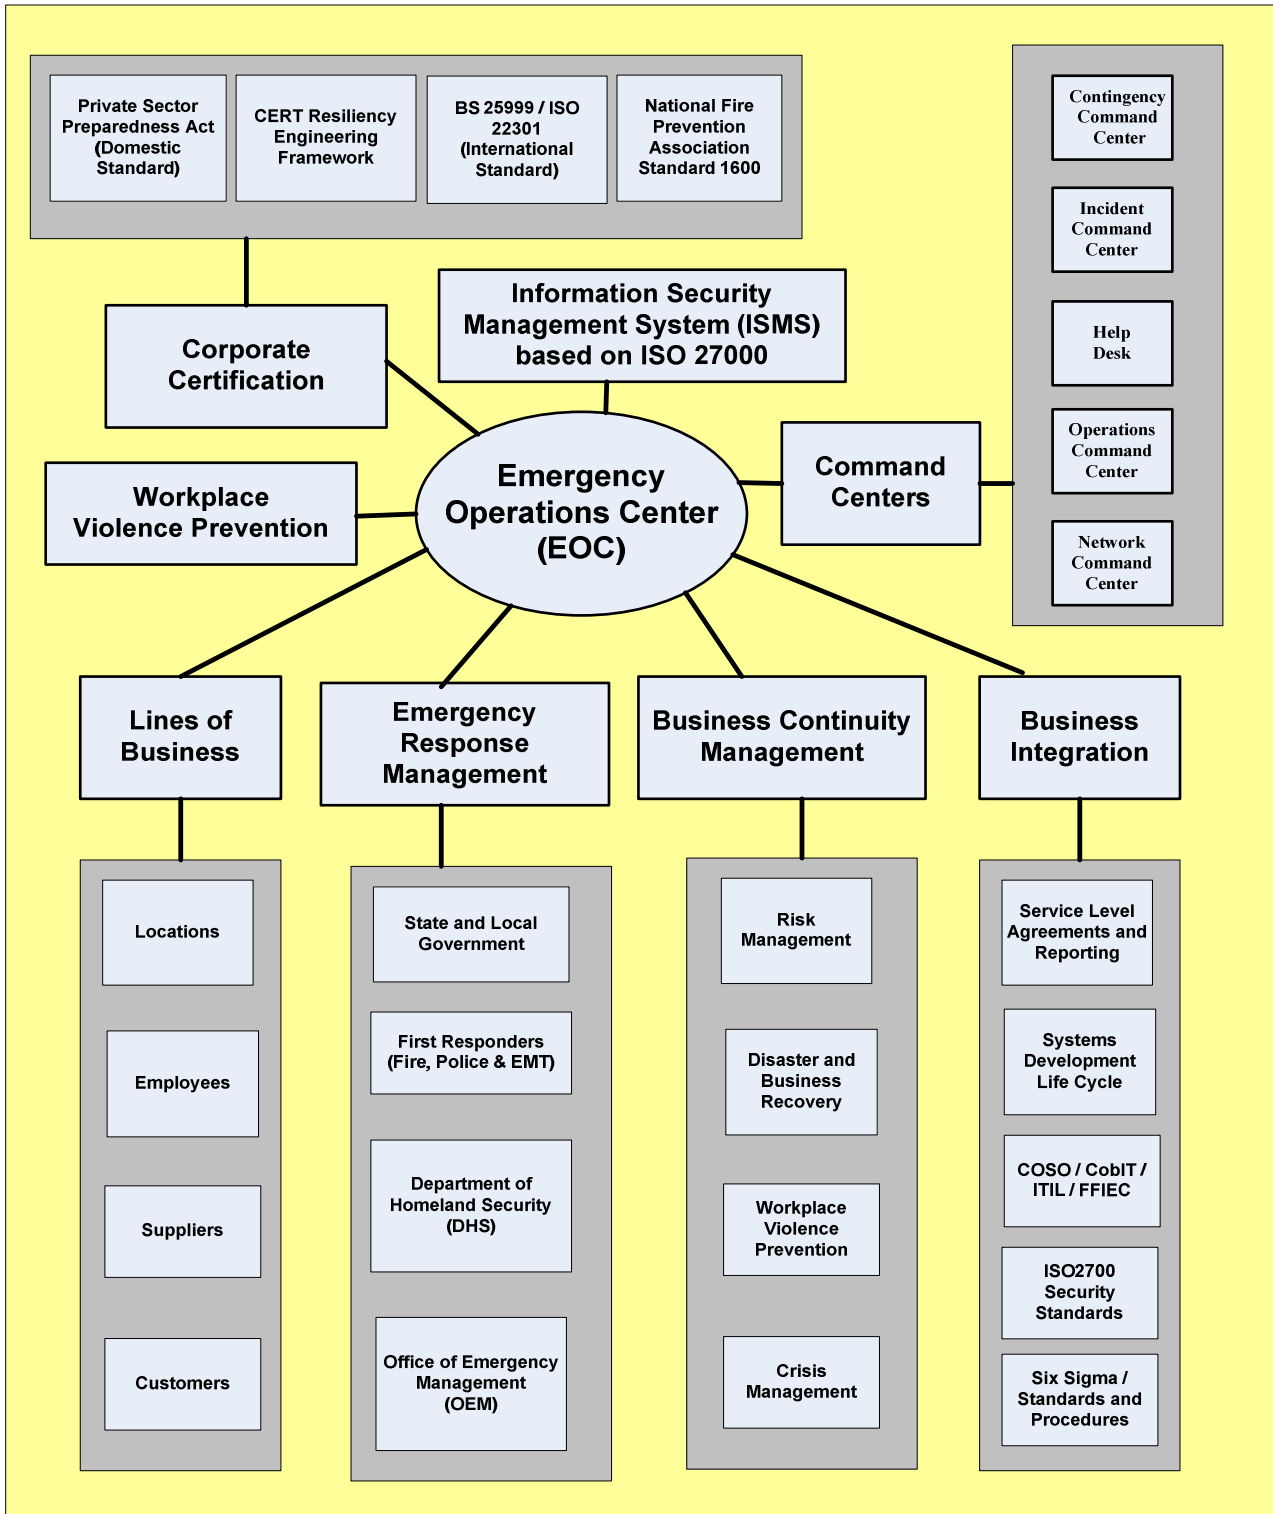 Private Sector
Preparedness Act
(Domestic
Standard)
CERT Resiliency
Engineering
Framework
BS 25999 / ISO
22301
(International
Standard)
National Fire
Prevention
Association
Standard 1600
Contingency
Command
Center
Incident
Command
Center
Help
Desk
Operations
Command
Center
Network
Command
Center
Information Security
Management System (ISMS)
based on ISO 27000
Corporate
Certification
Emergency
Operations Center
(EOC)
Command
Centers
Workplace
Violence Prevention
Lines of
Business
Emergency
Response
Management
Business Continuity
Management
Business
Integration
Locations
Employees
Suppliers
Customers
State and Local
Government
First Responders
(Fire, Police & EMT)
Department of
Homeland Security
(DHS)
Office of Emergency
Management
(OEM)
Risk
Management
Disaster and
Business
Recovery
Workplace
Violence
Prevention
Crisis
Management
Service Level
Agreements and
Reporting
Systems
Development
Life Cycle
COSO / CobIT /
ITIL / FFIEC
ISO2700
Security
Standards
Six Sigma /
Standards and
Procedures